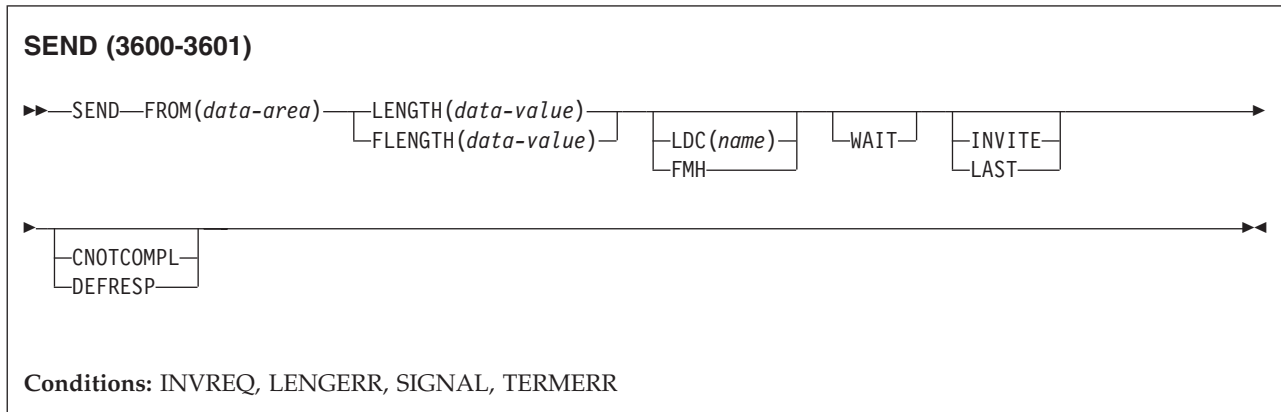 SEND (3600-3601)
SEND FROM(data-area) LENGTH(data-value)
FLENGTH(data-value) LDC(name) WAIT INVITE
FMH LAST
CNOTCOMPL
DEFRESP
Conditions: INVREQ, LENGERR, SIGNAL, TERMERR